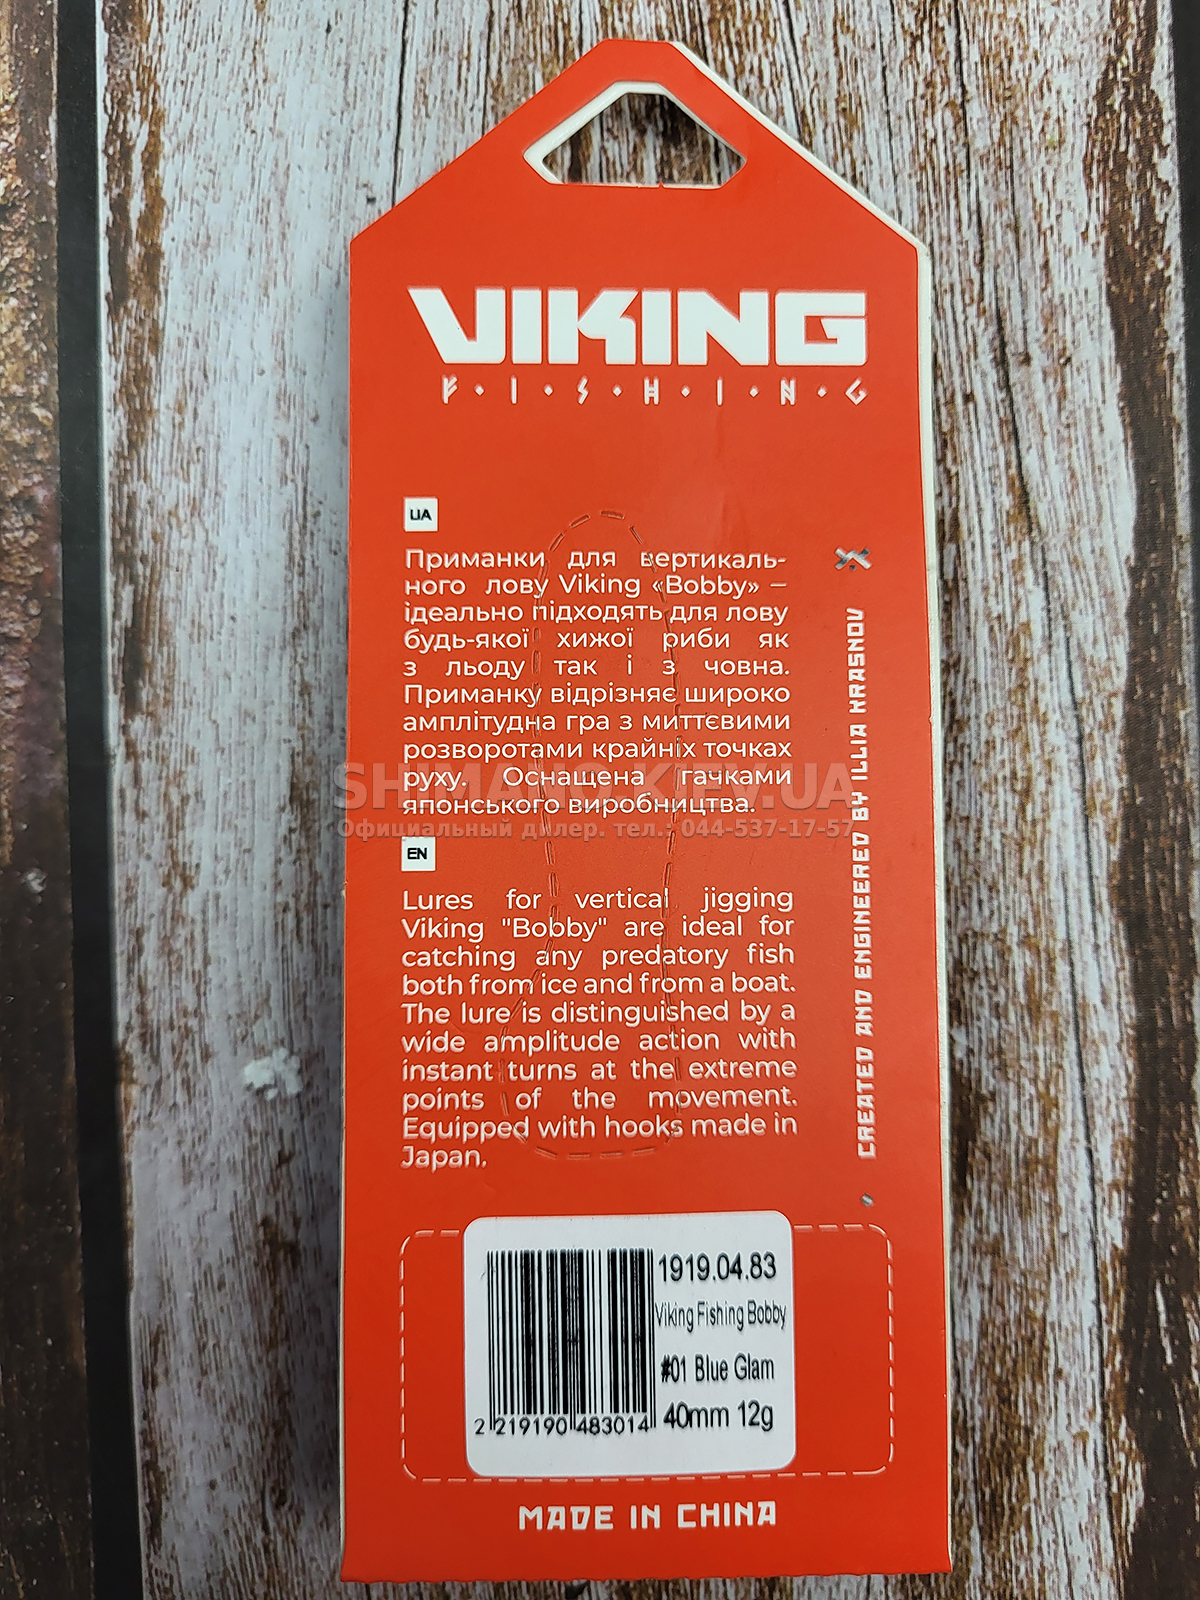 VIKING
F·I·S·H·I·N·G
UA
Приманки для вертикаль-
ного лову Viking «Bobby» –
ідеально підходять для лову
будь-якої хижої риби як
з льоду так і з човна.
Приманку відрізняє широко
амплітудна гра з миттєвими
розворотами крайніх точках
руху. Оснащена гачками
японського виробництва.
SHIMANO.KIEV.UA
Официальный дилер. тел.: 044-537-17-57
EN
Lures for vertical jigging
Viking "Bobby" are ideal for
catching any predatory fish
both from ice and from a boat.
The lure is distinguished by a
wide amplitude action with
instant turns at the extreme
points of the movement.
Equipped with hooks made in
Japan.
CREATED AND ENGINEERED BY ILLIA KRASNOV
1919.04.83
Viking Fishing Bobby
#01 Blue Glam
40mm 12g
2 219190 483014
MADE IN CHINA